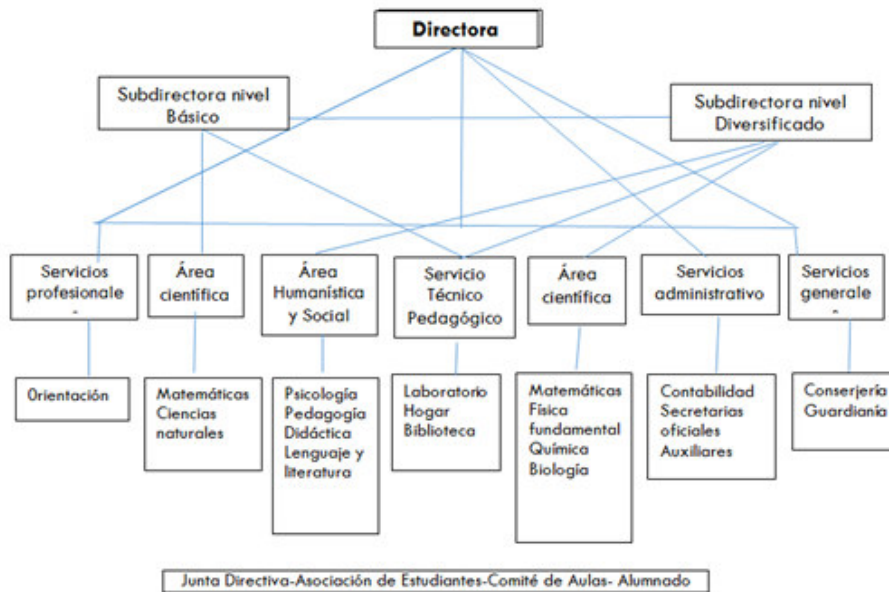 Directora
Subdirectora nivel
Básico
Subdirectora nivel
Diversificado
Servicios
profesionale
Área
científica
Área
Humanística
y Social
Servicio
Técnico
Pedagógico
Área
científica
Servicios
administrativo
Servicios
generale
Orientación
Matemáticas
Ciencias
naturales
Psicología
Pedagogía
Didáctica
Lenguaje y
literatura
Laboratorio
Hogar
Biblioteca
Matemáticas
Física
fundamental
Química
Biología
Contabilidad
Secretarias
oficiales
Auxiliares
Conserjería
Guardianía
Junta Directiva-Asociación de Estudiantes-Comité de Aulas- Alumnado